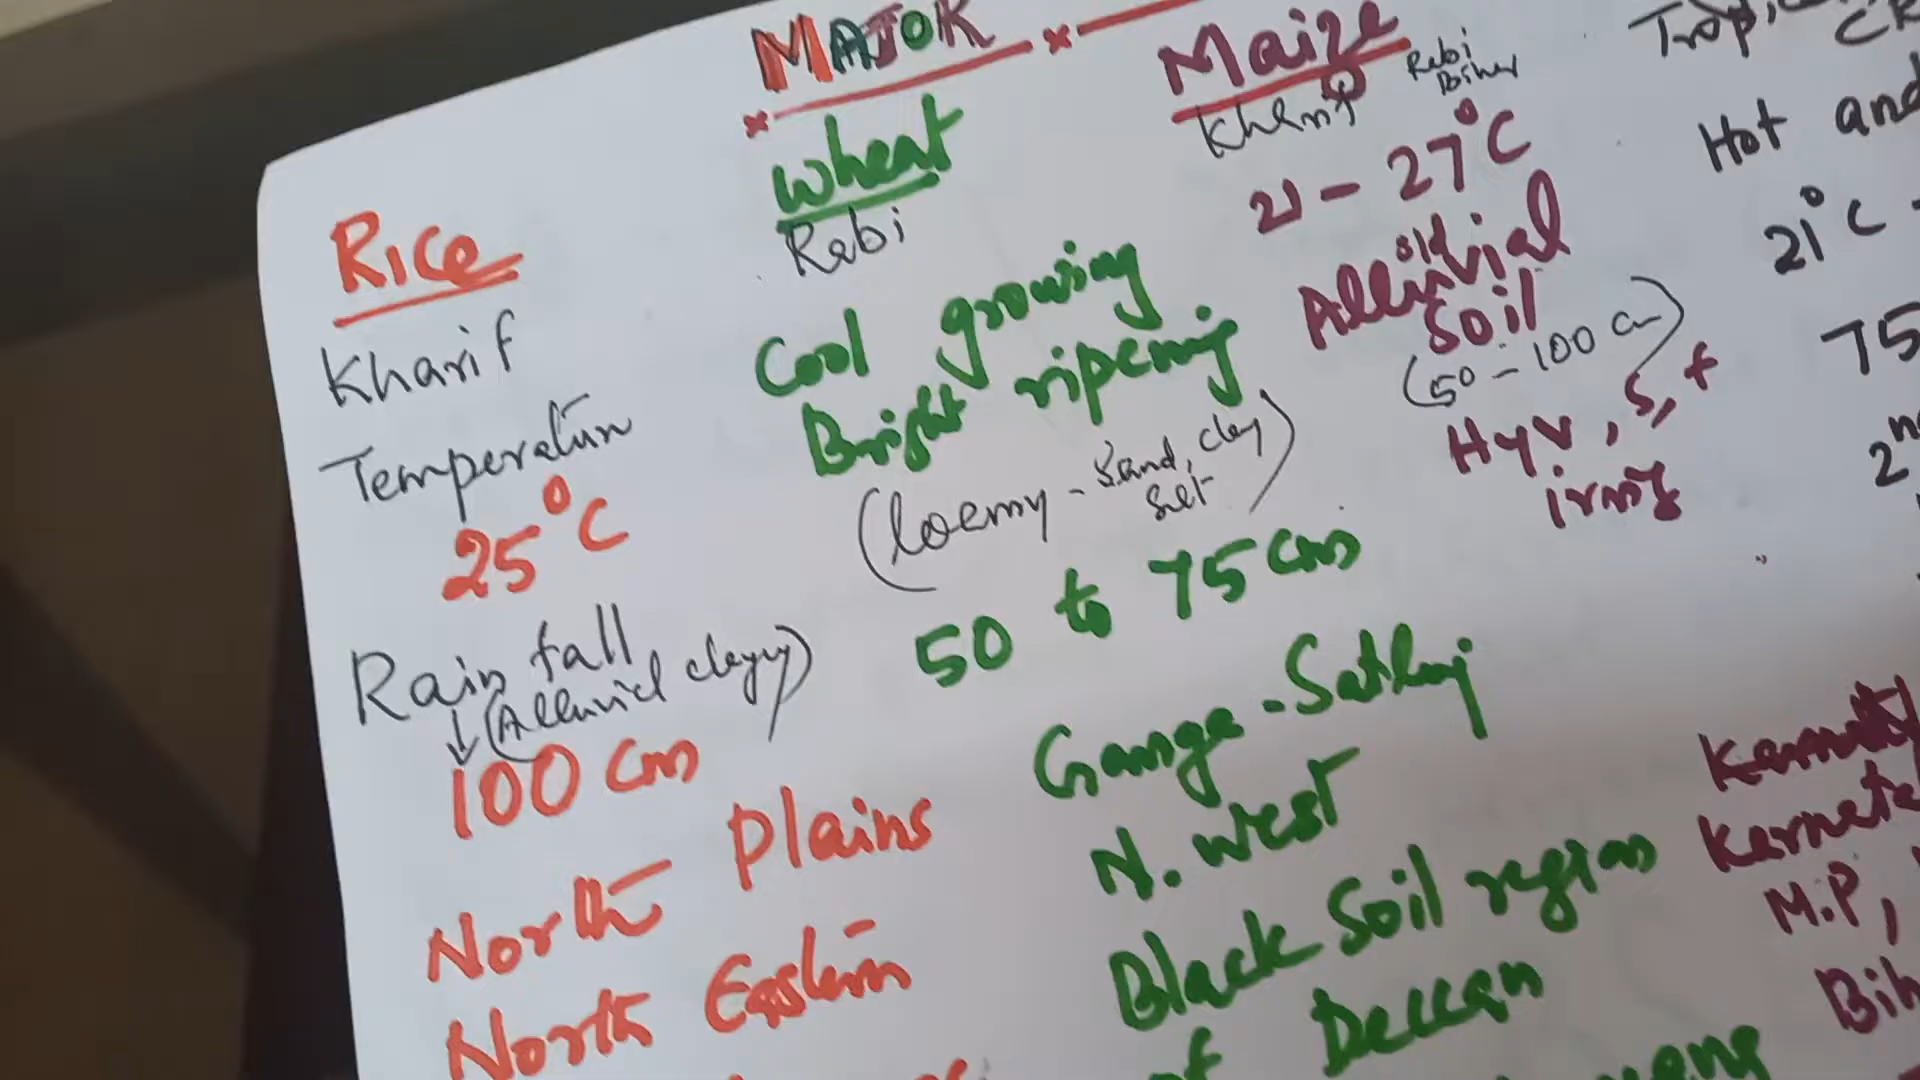 MAJOR
Rice
Kharif
Temperature
25°C
Rain fall
(Alluvial clayey)
100 cm
North Plains
North Eastern
Wheat
Rabi
Cool growing
Bright ripening
(loamy - Sand, clay
silt)
50 to 75 cm
Ganga - Satluj
N. West
Black Soil region
of Deccan
Maize
Kharif
Rabi
Bihar
21 - 27°C
old
Alluvial
Soil
(50 - 100 cm)
Hyv, S, f
irrig
Karnataka
M.P,
Bih
Hot and
21°C -
75